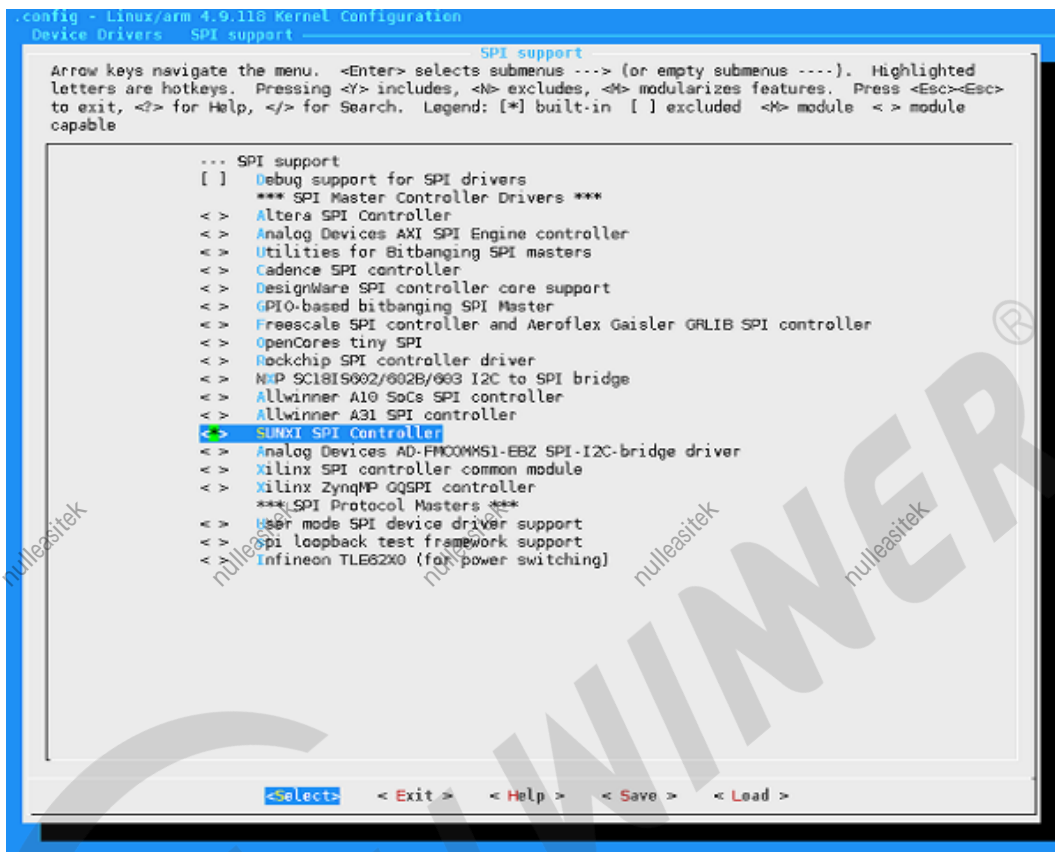 .config - Linux/arm 4.9.118 Kernel Configuration
Device Drivers   SPI support
SPI support
Arrow keys navigate the menu.  <Enter> selects submenus ---> (or empty submenus ----).  Highlighted
letters are hotkeys.  Pressing <Y> includes, <N> excludes, <M> modularizes features.  Press <Esc><Esc>
to exit, <?> for Help, </> for Search.  Legend: [*] built-in  [ ] excluded  <M> module  < > module
capable
--- SPI support
[ ]   Debug support for SPI drivers
*** SPI Master Controller Drivers ***
< >   Altera SPI Controller
< >   Analog Devices AXI SPI Engine controller
< >   Utilities for Bitbanging SPI masters
< >   Cadence SPI controller
< >   DesignWare SPI controller core support
< >   GPIO-based bitbanging SPI Master
< >   Freescale SPI controller and Aeroflex Gaisler GRLIB SPI controller
< >   OpenCores tiny SPI
< >   Rockchip SPI controller driver
< >   NXP SC18IS602/602B/603 I2C to SPI bridge
< >   Allwinner A10 SoCs SPI controller
< >   Allwinner A31 SPI controller
<*>   SUNXI SPI Controller
< >   Analog Devices AD-FMCOMMS1-EBZ SPI-I2C-bridge driver
< >   Xilinx SPI controller common module
< >   Xilinx ZynqMP GQSPI controller
*** SPI Protocol Masters ***
< >   User mode SPI device driver support
< >   Spi loopback test framework support
< >   Infineon TLE62X0 (for power switching)
nulleasitek nulleasitek nulleasitek nulleasitek nulleasitek
<Select>    < Exit >    < Help >    < Save >    < Load >
®